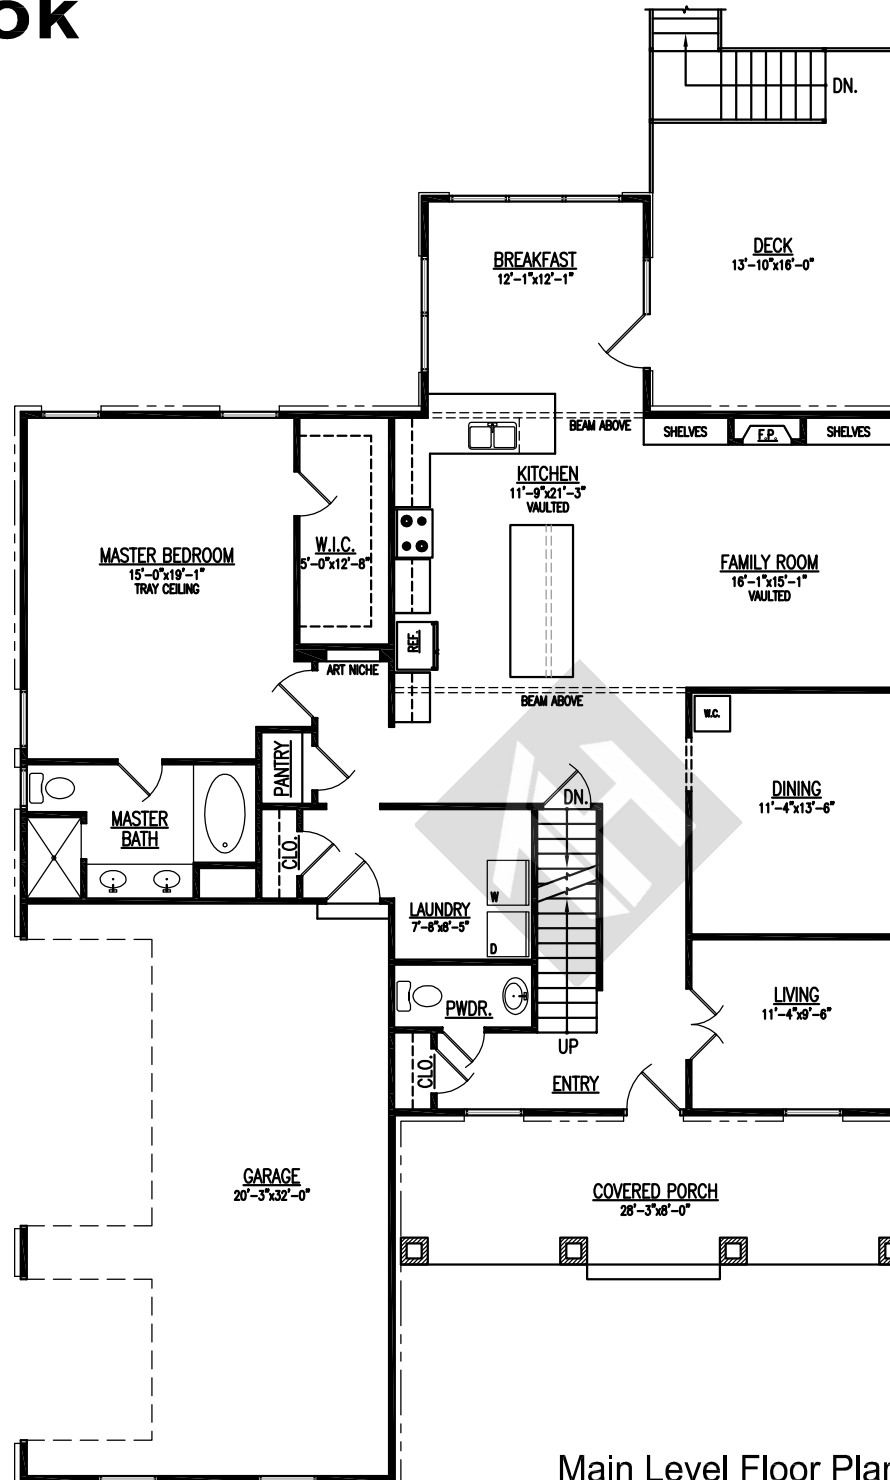 OK
DN.
DECK
13'-10"x16'-0"
BREAKFAST
12'-1"x12'-1"
BEAM ABOVE
SHELVES
F.P.
SHELVES
KITCHEN
11'-9"x21'-3"
VAULTED
MASTER BEDROOM
15'-0"x19'-1"
TRAY CEILING
W.I.C.
5'-0"x12'-8"
FAMILY ROOM
16'-1"x15'-1"
VAULTED
REF.
ART NICHE
BEAM ABOVE
W.C.
PANTRY
DINING
11'-4"x13'-6"
DN.
MASTER
BATH
CLO.
W
LAUNDRY
7'-8"x6'-5"
D
LIVING
11'-4"x9'-6"
PWDR.
UP
CLO.
ENTRY
GARAGE
20'-3"x32'-0"
COVERED PORCH
28'-3"x8'-0"
Main Level Floor Plan